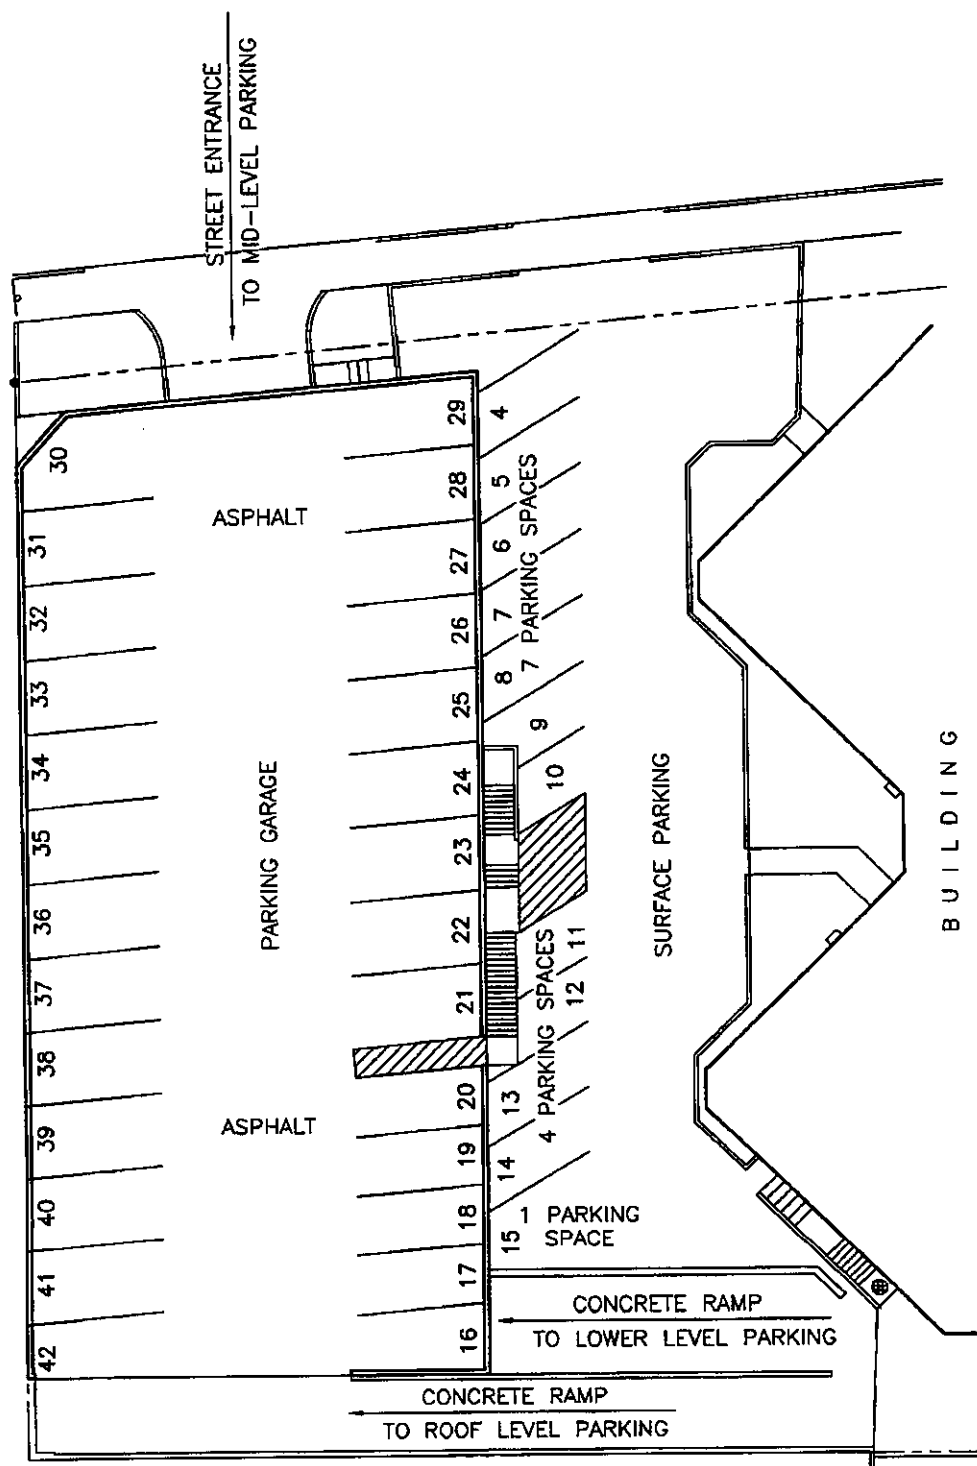 STREET ENTRANCE
TO MID-LEVEL PARKING
30
31
32
33
34
35
36
37
38
39
40
41
42
ASPHALT
PARKING GARAGE
ASPHALT
29
28
27
26
25
24
23
22
21
20
19
18
17
16
4
5
6
7
8
9
10
7 PARKING SPACES
11
12
13
14
4 PARKING SPACES
15
1 PARKING
SPACE
SURFACE PARKING
BUILDING
CONCRETE RAMP
TO LOWER LEVEL PARKING
CONCRETE RAMP
TO ROOF LEVEL PARKING